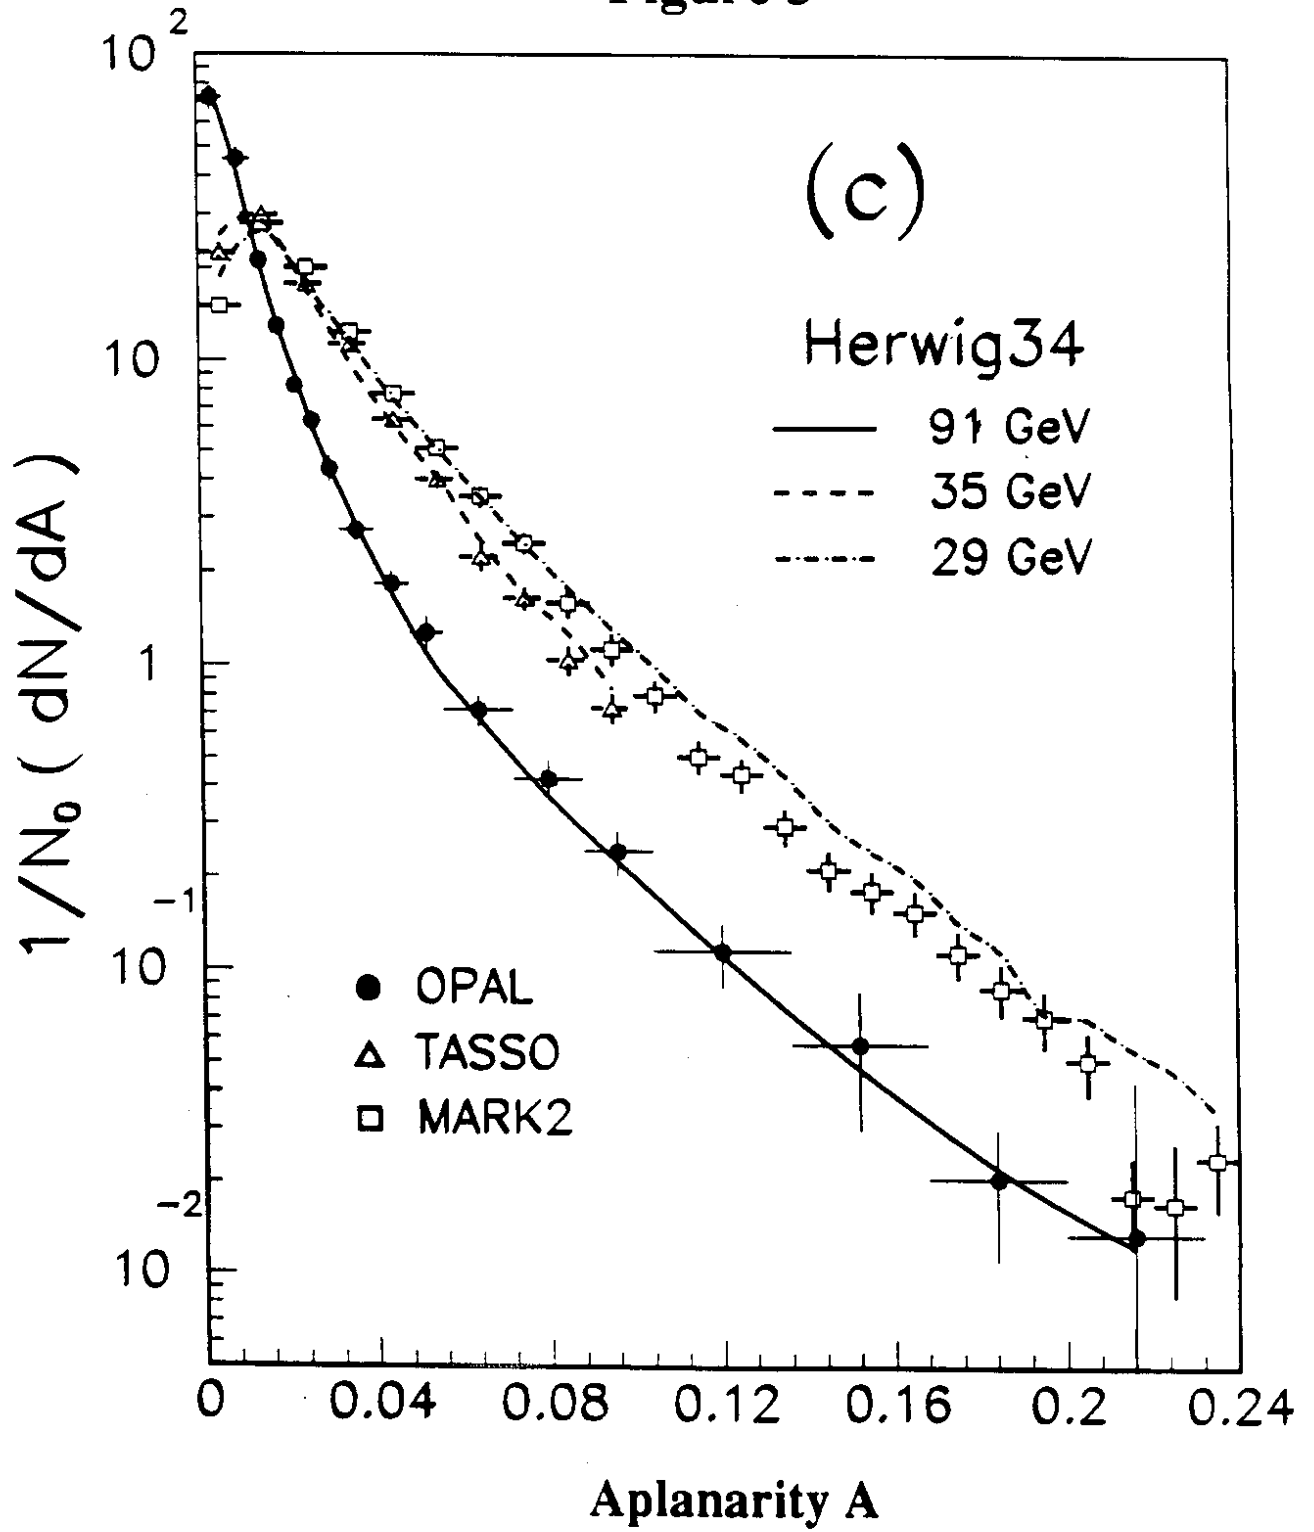 10 2
10
1
-1
10
-2
10
1/N0 ( dN/dA )
(c)
Herwig34
91 GeV
35 GeV
29 GeV
OPAL
TASSO
MARK2
0 0.04 0.08 0.12 0.16 0.2 0.24
Aplanarity A